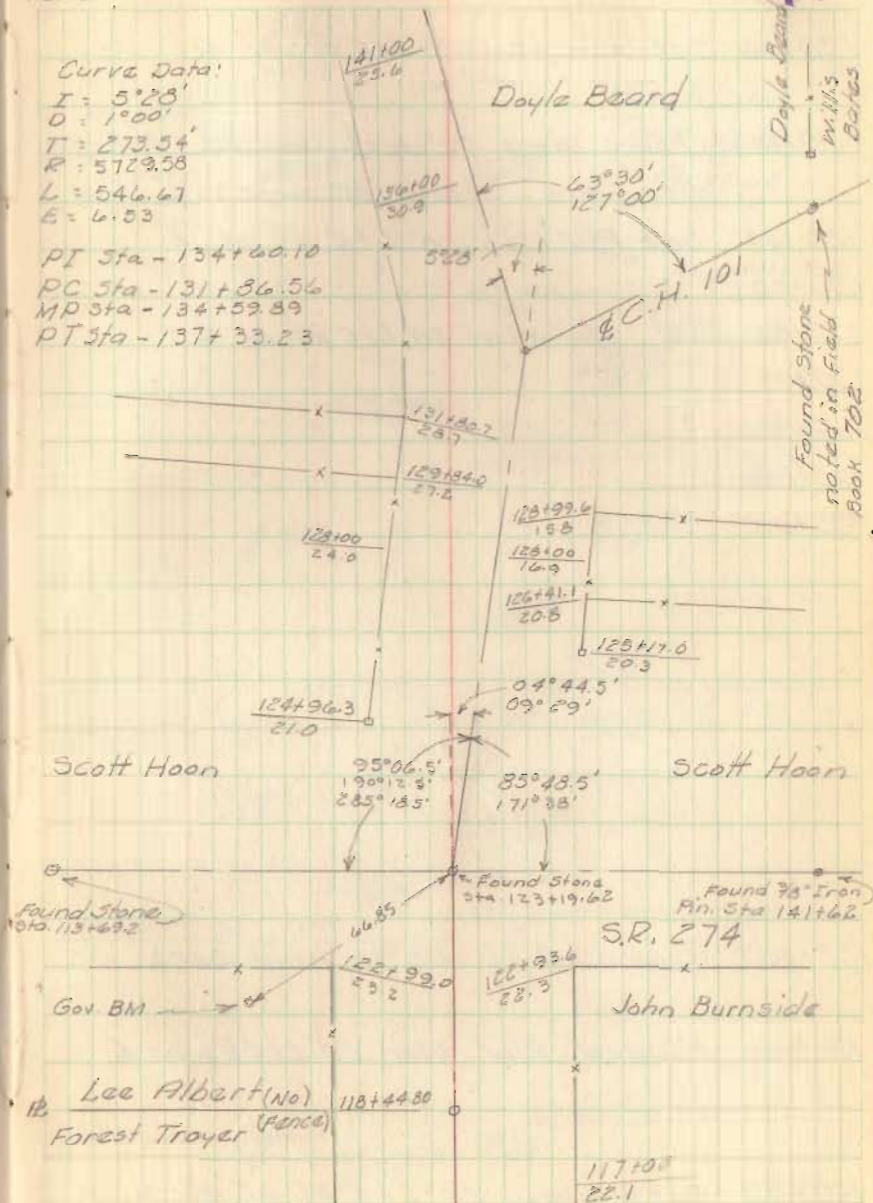 Curve Data:
I = 5°28'
D = 1°00'
T = 273.54'
R = 5729.58
L = 546.67
E = 6.53
PI Sta - 134+60.10
PC Sta - 131+86.56
MP Sta - 134+59.89
PT Sta - 137+33.23
141+00
25.6
Doyle Beard
Doyle Beard
Willis
Bates
136+00
30.9
63°30'
127°00'
5°28'
℄ C.H. 101
Found Stone
noted in Field
Book 702
131+80.7
28.7
129+84.0
27.2
128+00
24.0
128+99.6
15.8
128+00
16.9
126+41.1
20.8
125+17.0
20.3
124+96.3
21.0
04°44.5'
09°29'
Scott Hoon
95°06.5'
190°12.5'
285°18.5'
85°48.5'
171°38'
Scott Hoon
Found Stone
Sta. 113+69.2
Found Stone
Sta. 123+19.62
Found 3/8" Iron
Pin. Sta 141+62
66.85
S.R. 274
122+99.0
23.2
122+93.6
22.3
Gov. BM
John Burnside
Lee Albert (No)
118+44.80
Forest Troyer (Fence)
117+0
22.1